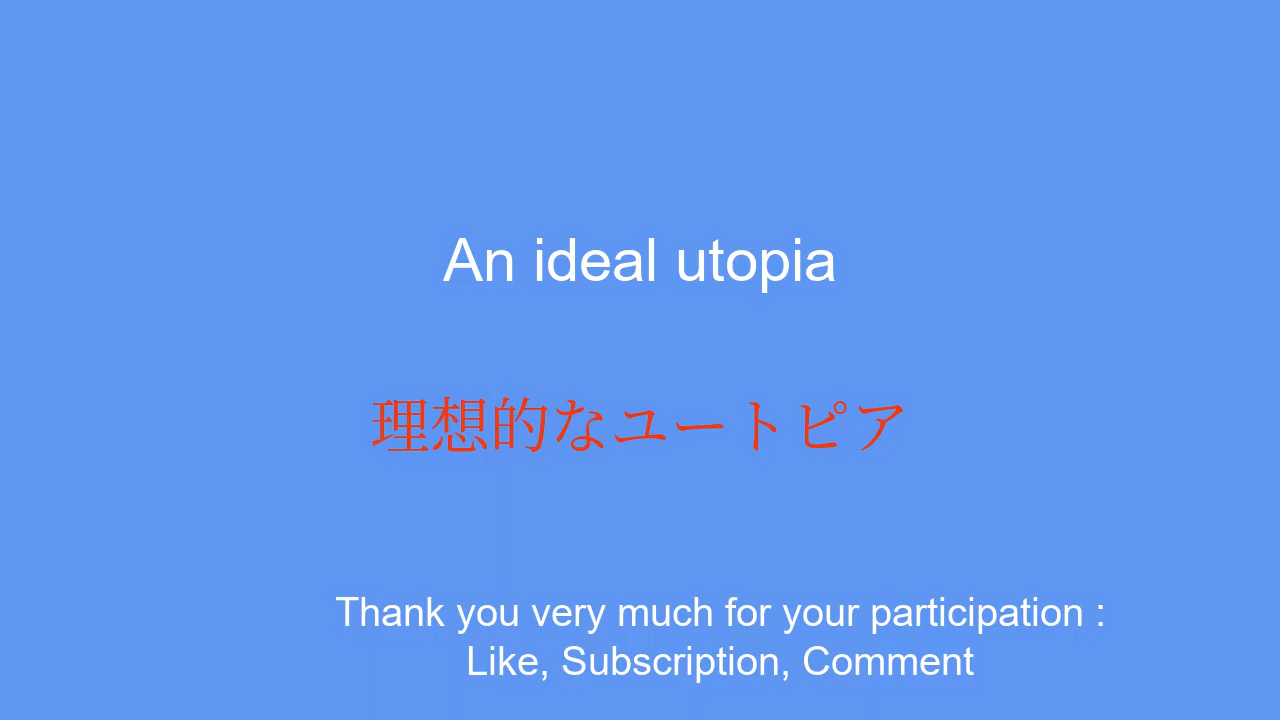 An ideal utopia
理想的なユートピア
Thank you very much for your participation :
Like, Subscription, Comment